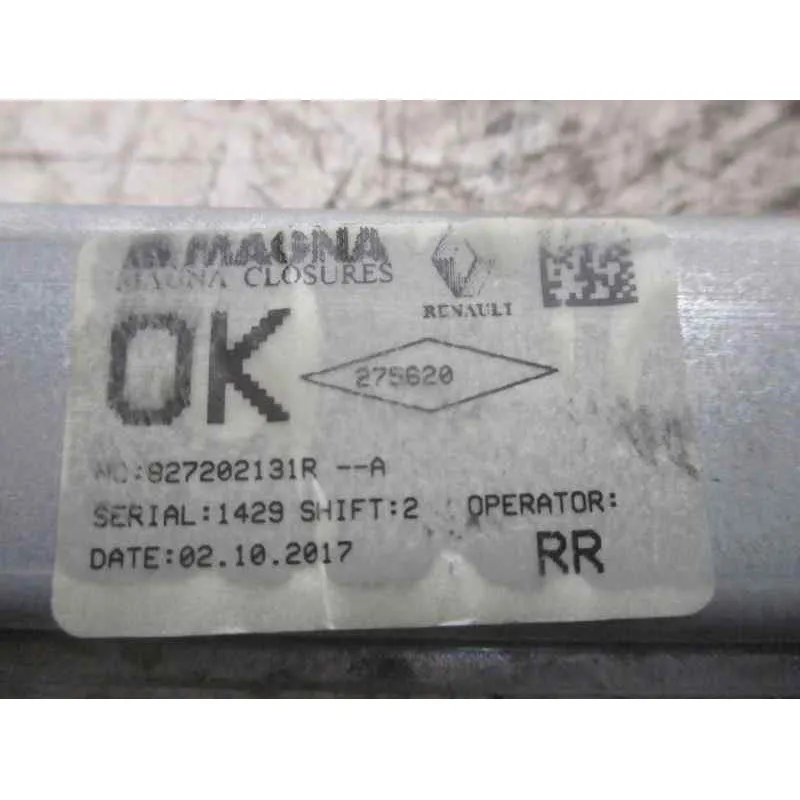 MAGNA
MAGNA CLOSURES
RENAULT
OK
275620
NO:827202131R --A
SERIAL:1429 SHIFT:2 OPERATOR:
DATE:02.10.2017 RR